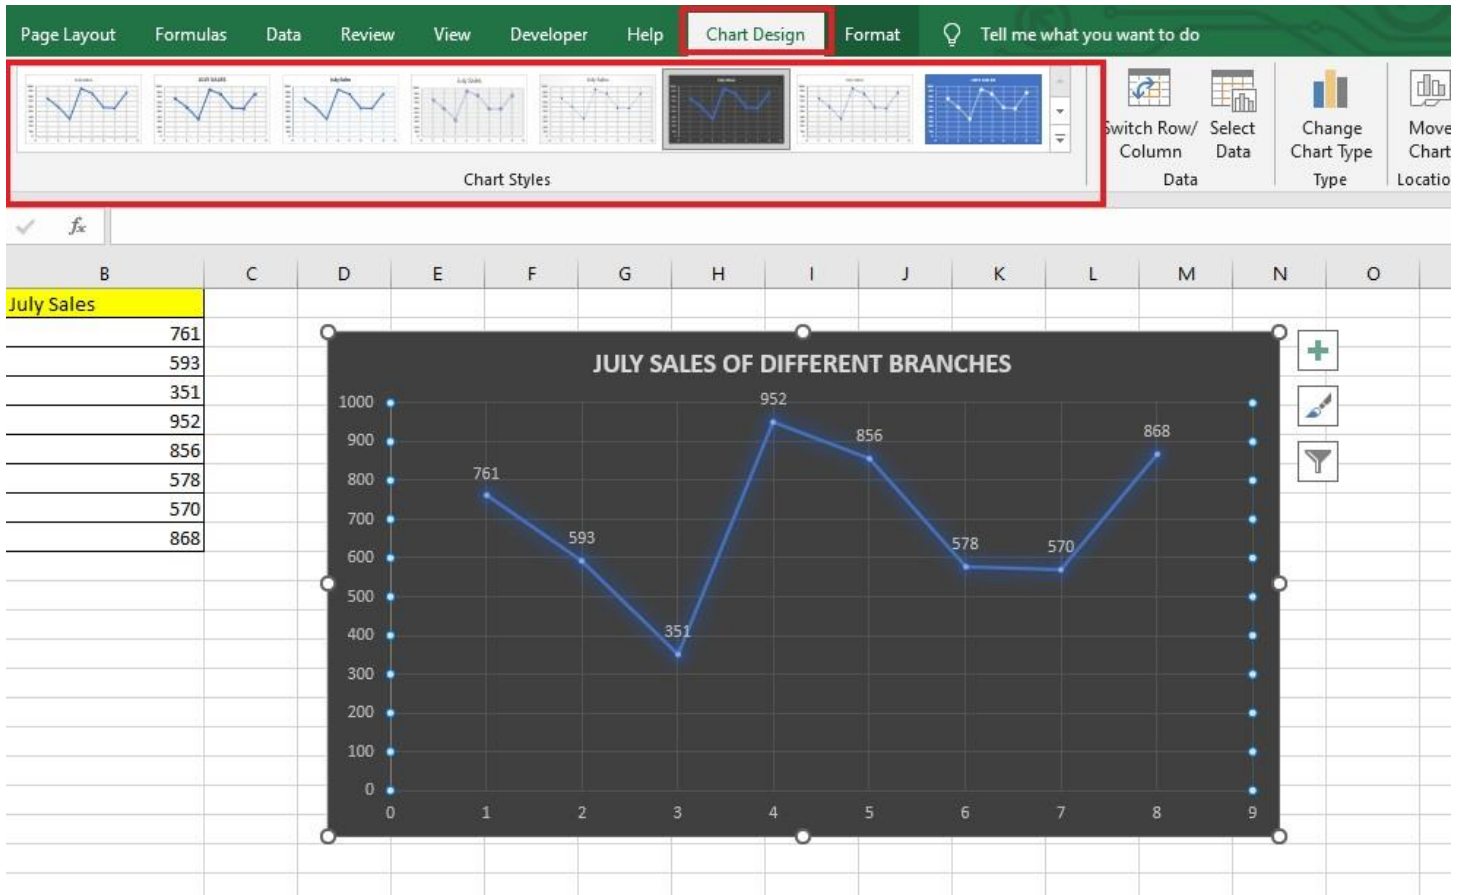 Page Layout Formulas Data Review View Developer Help Chart Design Format Tell me what you want to do
July Sales
Switch Row/ Column
Select Data
Change Chart Type
Move Chart
Chart Styles Data Type Locatio
fx
B C D E F G H I J K L M N O
July Sales
761
593
351
952
856
578
570
868
JULY SALES OF DIFFERENT BRANCHES
1000
900
800
700
600
500
400
300
200
100
0
761
593
351
952
856
578
570
868
0 1 2 3 4 5 6 7 8 9